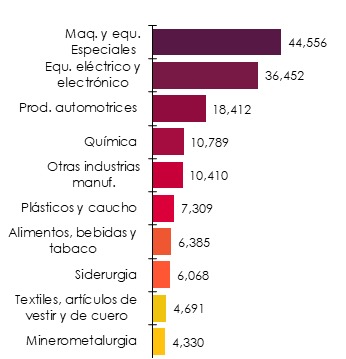 Maq. y equ.
Especiales
44,556
Equ. eléctrico y
electrónico
36,452
Prod. automotrices
18,412
Química
10,789
Otras industrias
manuf.
10,410
Plásticos y caucho
7,309
Alimentos, bebidas y
tabaco
6,385
Siderurgia
6,068
Textiles, artículos de
vestir y de cuero
4,691
Minerometalurgia
4,330